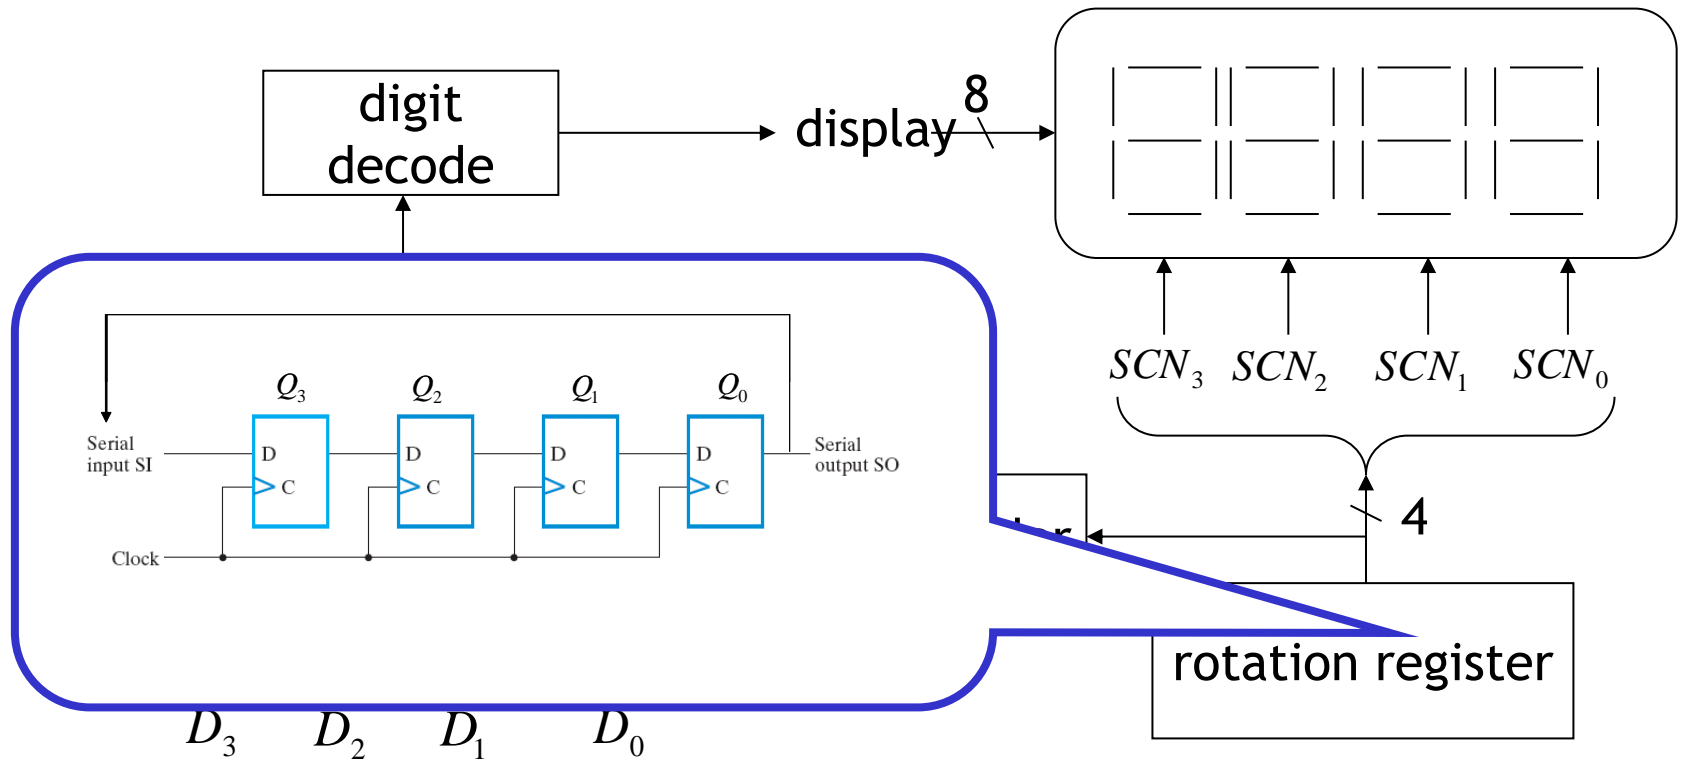 digit
decode
display
8
SCN₃ SCN₂ SCN₁ SCN₀
Q₃ Q₂ Q₁ Q₀
Serial
input SI
D C D C D C D C
Serial
output SO
Clock
4
rotation register
D₃ D₂ D₁ D₀